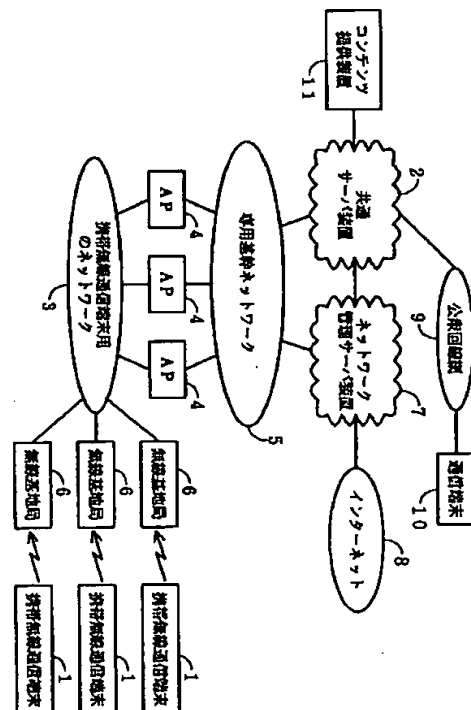 コンテンツ
提供装置
11
共通
サーバ装置
2
公衆回線網
9
通信端末
10
ネットワーク
管理サーバ装置
7
インターネット
8
専用基幹ネットワーク
5
AP
4
AP
4
AP
4
携帯無線通信端末用
のネットワーク
3
無線基地局
6
無線基地局
6
無線基地局
6
携帯無線通信端末
1
携帯無線通信端末
1
携帯無線通信端末
1